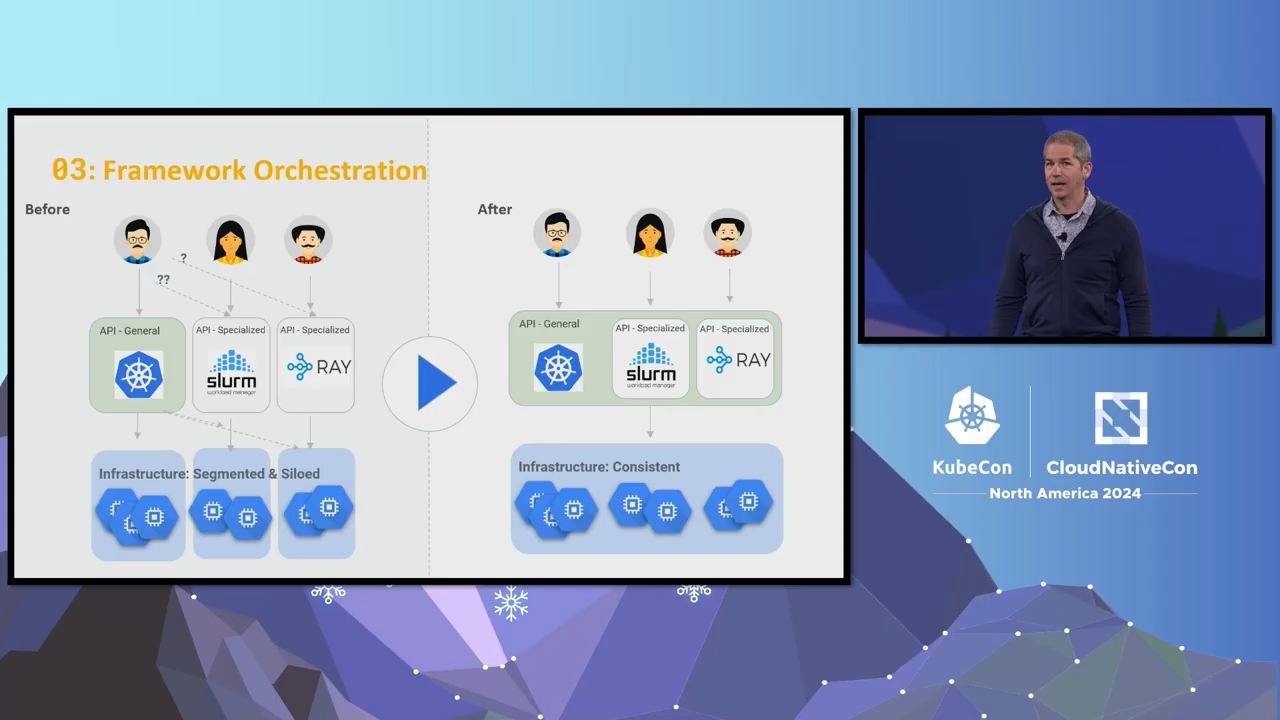 03: Framework Orchestration
Before
?
??
API - General
API - Specialized
API - Specialized
slurm
workload manager
RAY
Infrastructure: Segmented & Siloed
After
API - General
API - Specialized
API - Specialized
slurm
workload manager
RAY
Infrastructure: Consistent
KubeCon
CloudNativeCon
North America 2024